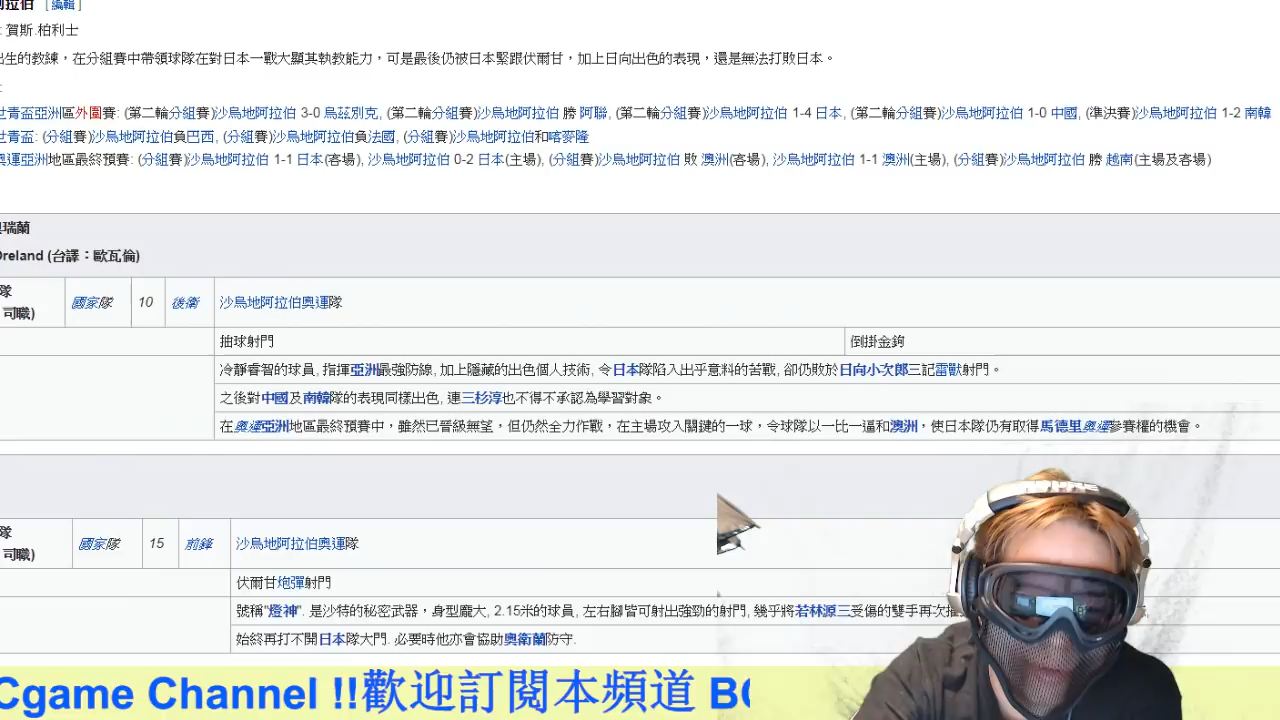 阿拉伯 [編輯]
: 賀斯.柏利士
出生的教練，在分組賽中帶領球隊在對日本一戰大顯其執教能力，可是最後仍被日本緊跟伏爾甘，加上日向出色的表現，還是無法打敗日本。
:
世青盃亞洲區外圍賽: (第二輪分組賽)沙烏地阿拉伯 3-0 烏茲別克, (第二輪分組賽)沙烏地阿拉伯 勝 阿聯, (第二輪分組賽)沙烏地阿拉伯 1-4 日本, (第二輪分組賽)沙烏地阿拉伯 1-0 中國, (準決賽)沙烏地阿拉伯 1-2 南韓
世青盃: (分組賽)沙烏地阿拉伯負巴西, (分組賽)沙烏地阿拉伯負法國, (分組賽)沙烏地阿拉伯和喀麥隆
奧運亞洲地區最終預賽: (分組賽)沙烏地阿拉伯 1-1 日本(客場), 沙烏地阿拉伯 0-2 日本(主場), (分組賽)沙烏地阿拉伯 敗 澳洲(客場), 沙烏地阿拉伯 1-1 澳洲(主場), (分組賽)沙烏地阿拉伯 勝 越南(主場及客場)
奧瑞蘭
Oreland (台譯：歐瓦倫)
隊
司職) 國家隊 10 後衛 沙烏地阿拉伯奧運隊
抽球射門 倒掛金鉤
冷靜睿智的球員, 指揮亞洲最強防線, 加上隱藏的出色個人技術, 令日本隊陷入出乎意料的苦戰, 卻仍敗於日向小次郎三記雷獸射門。
之後對中國及南韓隊的表現同樣出色, 連三杉淳也不得不承認為學習對象。
在奧運亞洲地區最終預賽中，雖然已晉級無望，但仍然全力作戰，在主場攻入關鍵的一球，令球隊以一比一逼和澳洲，使日本隊仍有取得馬德里奧運參賽權的機會。
隊
司職) 國家隊 15 前鋒 沙烏地阿拉伯奧運隊
伏爾甘炮彈射門
號稱"燈神". 是沙特的秘密武器，身型龐大, 2.15米的球員, 左右腳皆可射出強勁的射門, 幾乎將若林源三受傷的雙手再次
始終再打不開日本隊大門. 必要時他亦會協助奧衛蘭防守.
Cgame Channel !!歡迎訂閱本頻道 BC